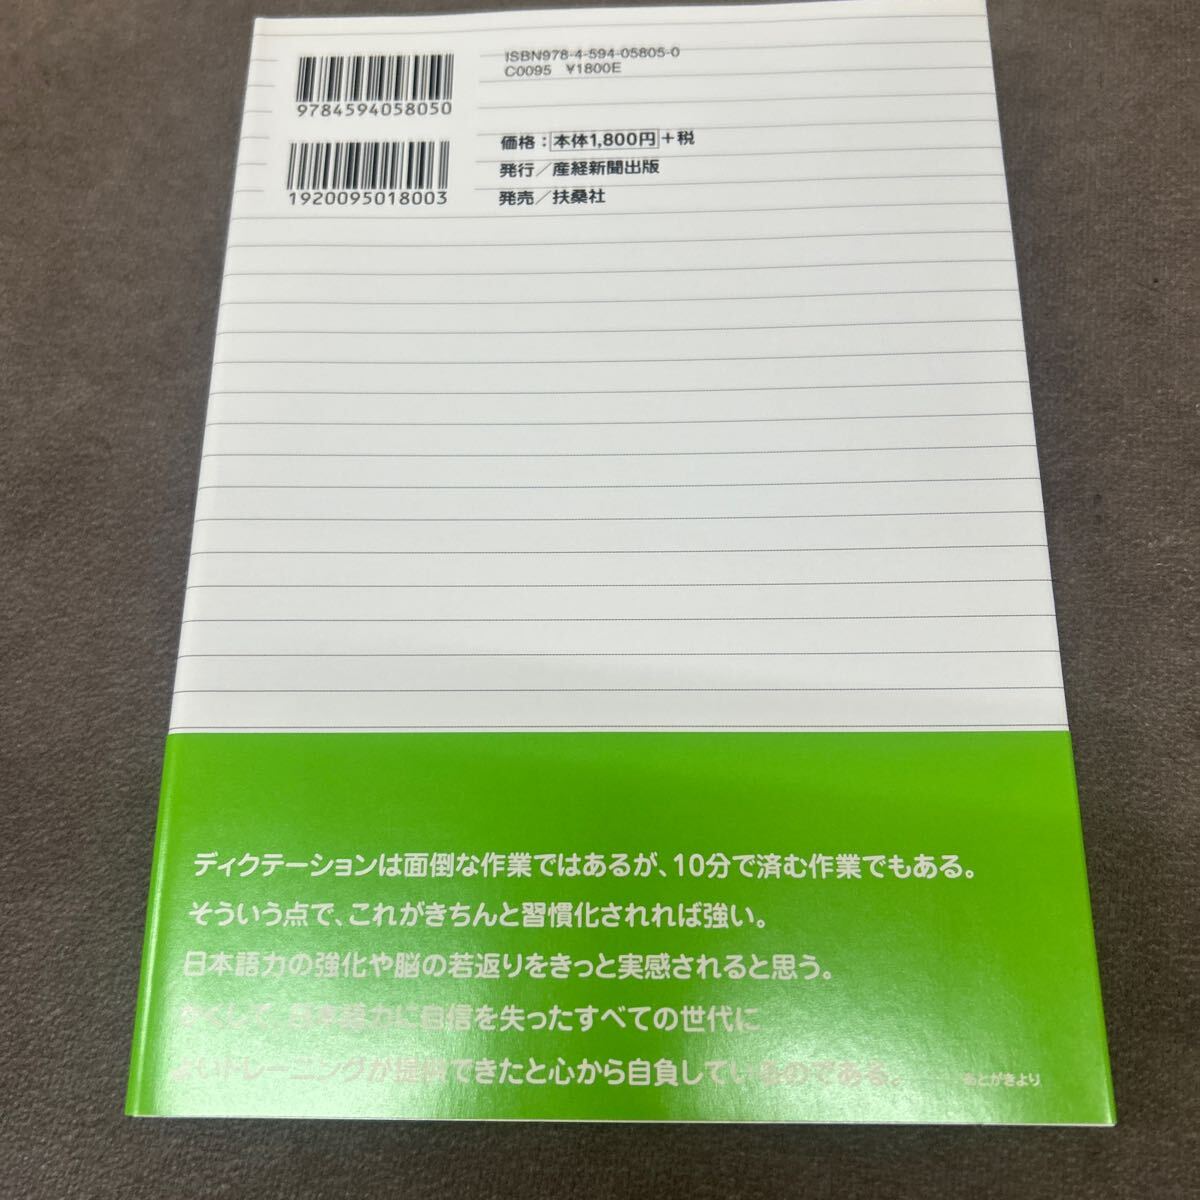 ISBN978-4-594-05805-0
C0095 ¥1800E
9784594058050
1920095018003
価格：本体1,800円+税
発行／産経新聞出版
発売／扶桑社
ディクテーションは面倒な作業ではあるが、10分で済む作業でもある。
そういう点で、これがきちんと習慣化されれば強い。
日本語力の強化や脳の若返りをきっと実感されると思う。
かくして、日本語力に自信を失ったすべての世代に
よいトレーニングが提供できたと心から自負しているのである。
あとがきより